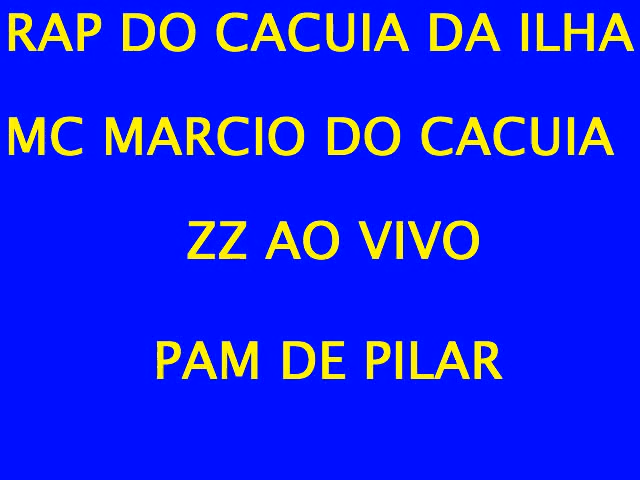 RAP DO CACUIA DA ILHA
MC MARCIO DO CACUIA
ZZ AO VIVO
PAM DE PILAR